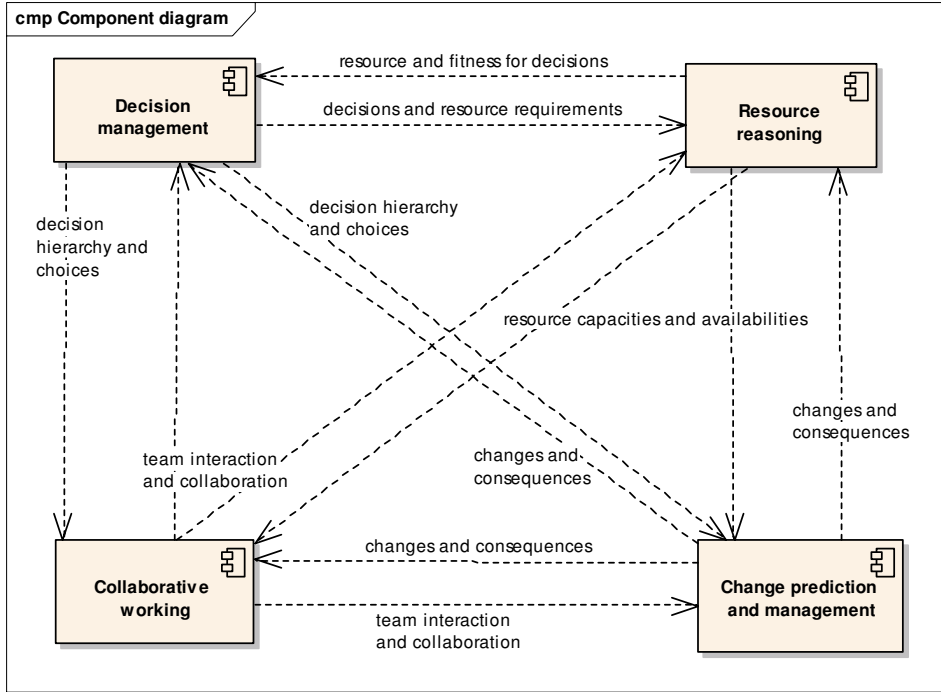 cmp Component diagram
resource and fitness for decisions
Decision
management
decisions and resource requirements
Resource
reasoning
decision
hierarchy and
choices
decision hierarchy
and choices
resource capacities and availabilities
changes and
consequences
team interaction
and collaboration
changes and
consequences
changes and consequences
Collaborative
working
Change prediction
and management
team interaction
and collaboration